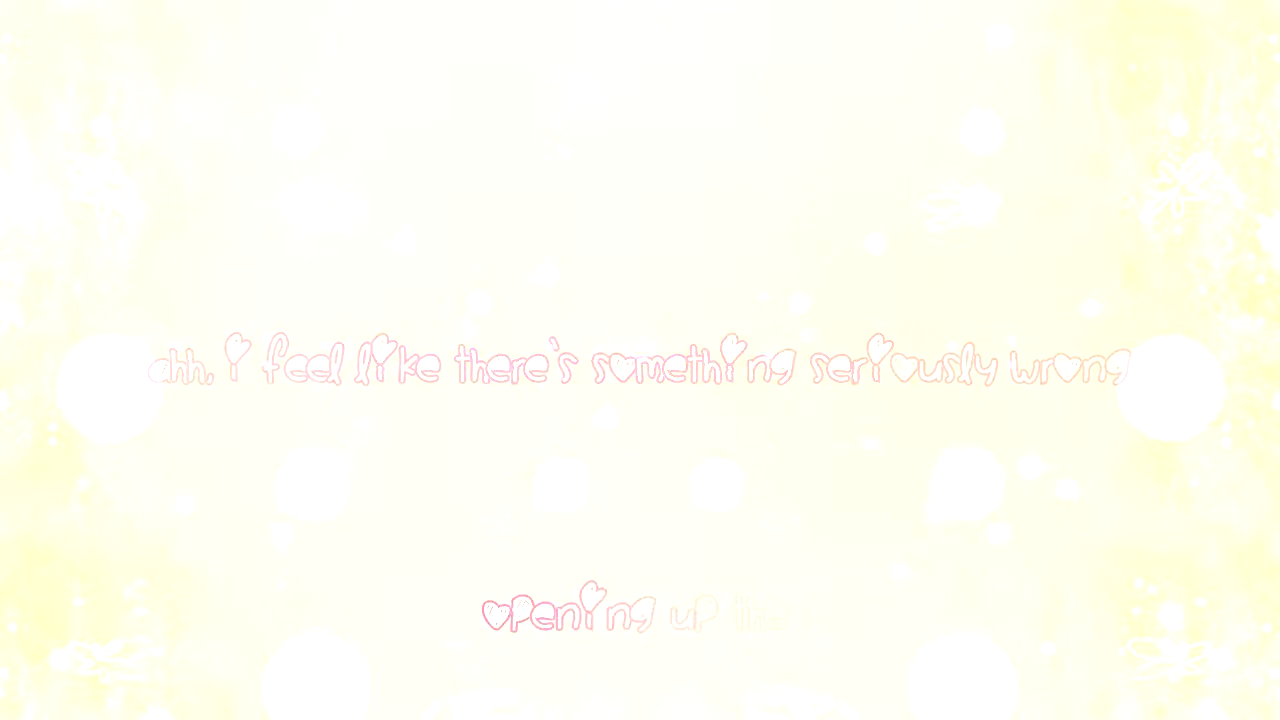 ahh, i feel like there's something seriously wrong
opening up the